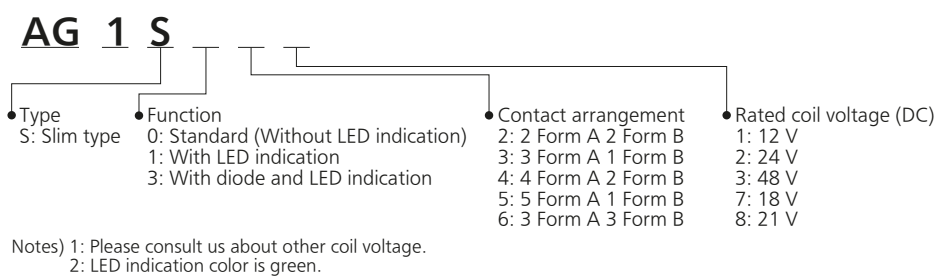 AG 1 S
Type
S: Slim type
Function
0: Standard (Without LED indication)
1: With LED indication
3: With diode and LED indication
Contact arrangement
2: 2 Form A 2 Form B
3: 3 Form A 1 Form B
4: 4 Form A 2 Form B
5: 5 Form A 1 Form B
6: 3 Form A 3 Form B
Rated coil voltage (DC)
1: 12 V
2: 24 V
3: 48 V
7: 18 V
8: 21 V
Notes) 1: Please consult us about other coil voltage.
2: LED indication color is green.